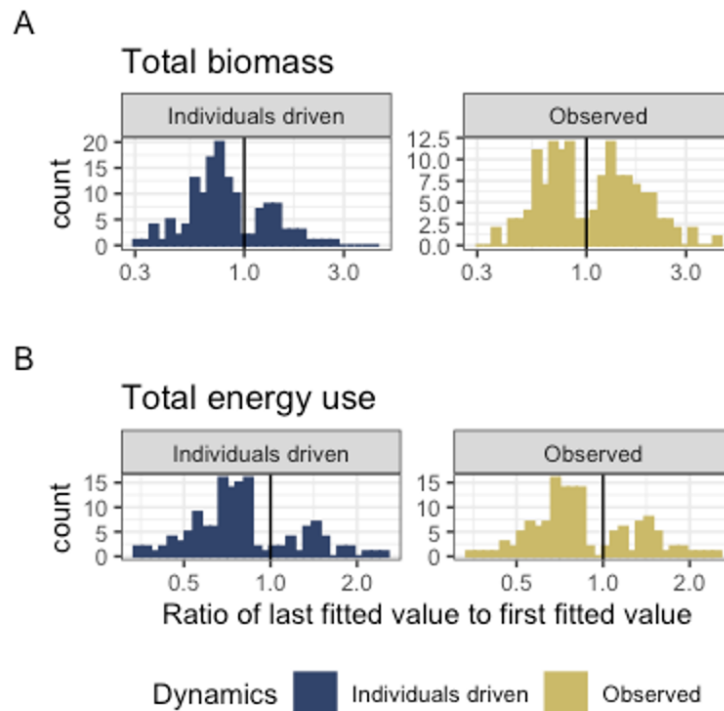 A
Total biomass
Individuals driven
Observed
count
20
15
10
5
0
12.5
10.0
7.5
5.0
2.5
0.0
0.3 1.0 3.0
0.3 1.0 3.0
B
Total energy use
Individuals driven
Observed
count
15
10
5
0
15
10
5
0
0.5 1.0 2.0
0.5 1.0 2.0
Ratio of last fitted value to first fitted value
Dynamics Individuals driven Observed